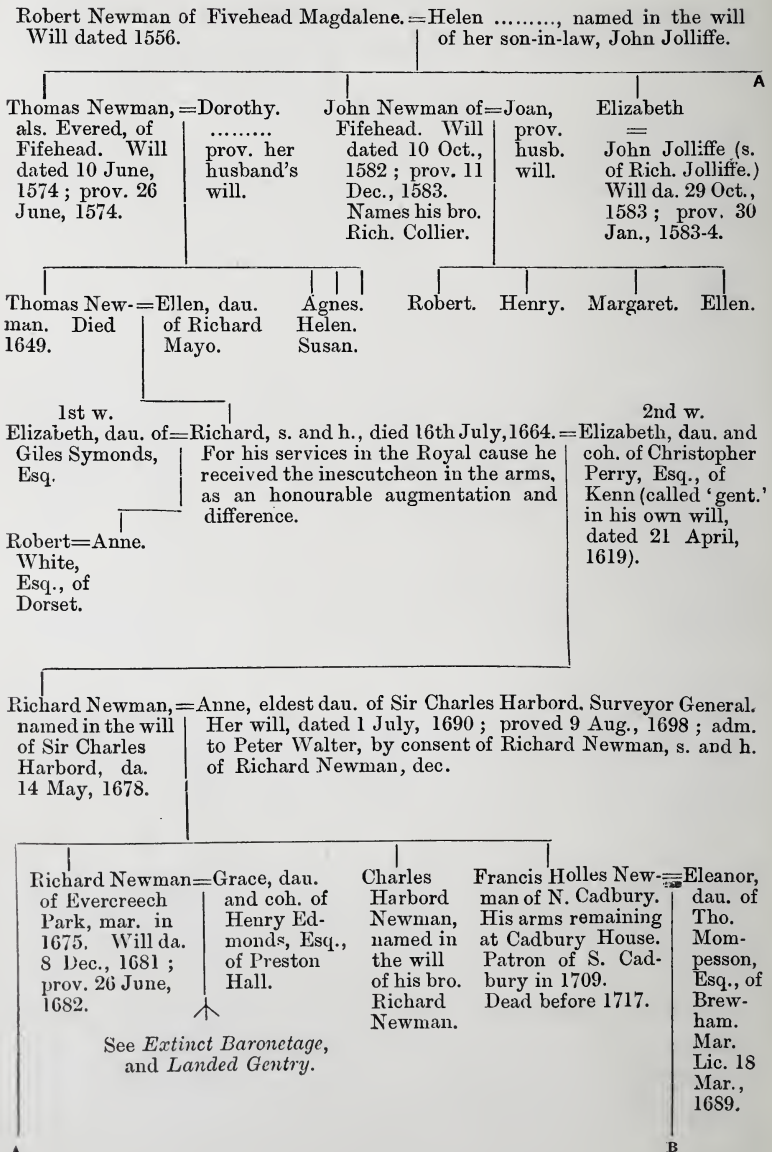 Robert Newman of Fivehead Magdalene. = Helen ........., named in the will
Will dated 1556.
of her son-in-law, John Jolliffe.
A
Thomas Newman,
als. Evered, of
Fifehead. Will
dated 10 June,
1574 ; prov. 26
June, 1574.
=Dorothy.
.........
prov. her
husband's
will.
John Newman of
Fifehead. Will
dated 10 Oct.,
1582 ; prov. 11
Dec., 1583.
Names his bro.
Rich. Collier.
=Joan,
prov.
husb.
will.
Elizabeth
=
John Jolliffe (s.
of Rich. Jolliffe.)
Will da. 29 Oct.,
1583 ; prov. 30
Jan., 1583-4.
Thomas New-
man. Died
1649.
=Ellen, dau.
of Richard
Mayo.
Agnes.
Helen.
Susan.
Robert. Henry. Margaret. Ellen.
1st w.
Elizabeth, dau. of
Giles Symonds,
Esq.
=Richard, s. and h., died 16th July, 1664.
For his services in the Royal cause he
received the inescutcheon in the arms,
as an honourable augmentation and
difference.
2nd w.
=Elizabeth, dau. and
coh. of Christopher
Perry, Esq., of
Kenn (called ‘gent.’
in his own will,
dated 21 April,
1619).
Robert=Anne.
White,
Esq., of
Dorset.
Richard Newman,
named in the will
of Sir Charles
Harbord, da.
14 May, 1678.
=Anne, eldest dau. of Sir Charles Harbord. Surveyor General.
Her will, dated 1 July, 1690 ; proved 9 Aug., 1698 ; adm.
to Peter Walter, by consent of Richard Newman, s. and h.
of Richard Newman, dec.
Richard Newman
of Evercreech
Park, mar. in
1675. Will da.
8 Dec., 1681 ;
prov. 26 June,
1682.
=Grace, dau.
and coh. of
Henry Ed-
monds, Esq.,
of Preston
Hall.
See Extinct Baronetage,
and Landed Gentry.
Charles
Harbord
Newman,
named in
the will
of his bro.
Richard
Newman.
Francis Holles New-
man of N. Cadbury.
His arms remaining
at Cadbury House.
Patron of S. Cad-
bury in 1709.
Dead before 1717.
=Eleanor,
dau. of
Tho.
Mom-
pesson,
Esq., of
Brew-
ham.
Mar.
Lic. 18
Mar.,
1689.
A
B